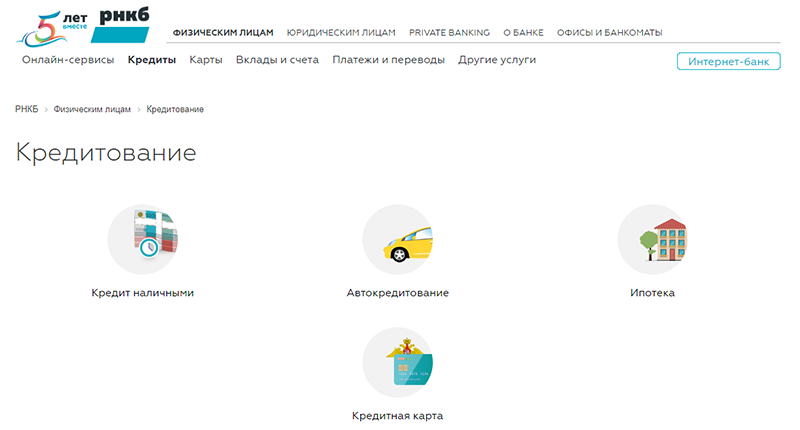 5 лет вместе рнкб
ФИЗИЧЕСКИМ ЛИЦАМ ЮРИДИЧЕСКИМ ЛИЦАМ PRIVATE BANKING О БАНКЕ ОФИСЫ И БАНКОМАТЫ
Онлайн-сервисы Кредиты Карты Вклады и счета Платежи и переводы Другие услуги Интернет-банк
РНКБ > Физическим лицам > Кредитование
Кредитование
Кредит наличными Автокредитование Ипотека
Кредитная карта